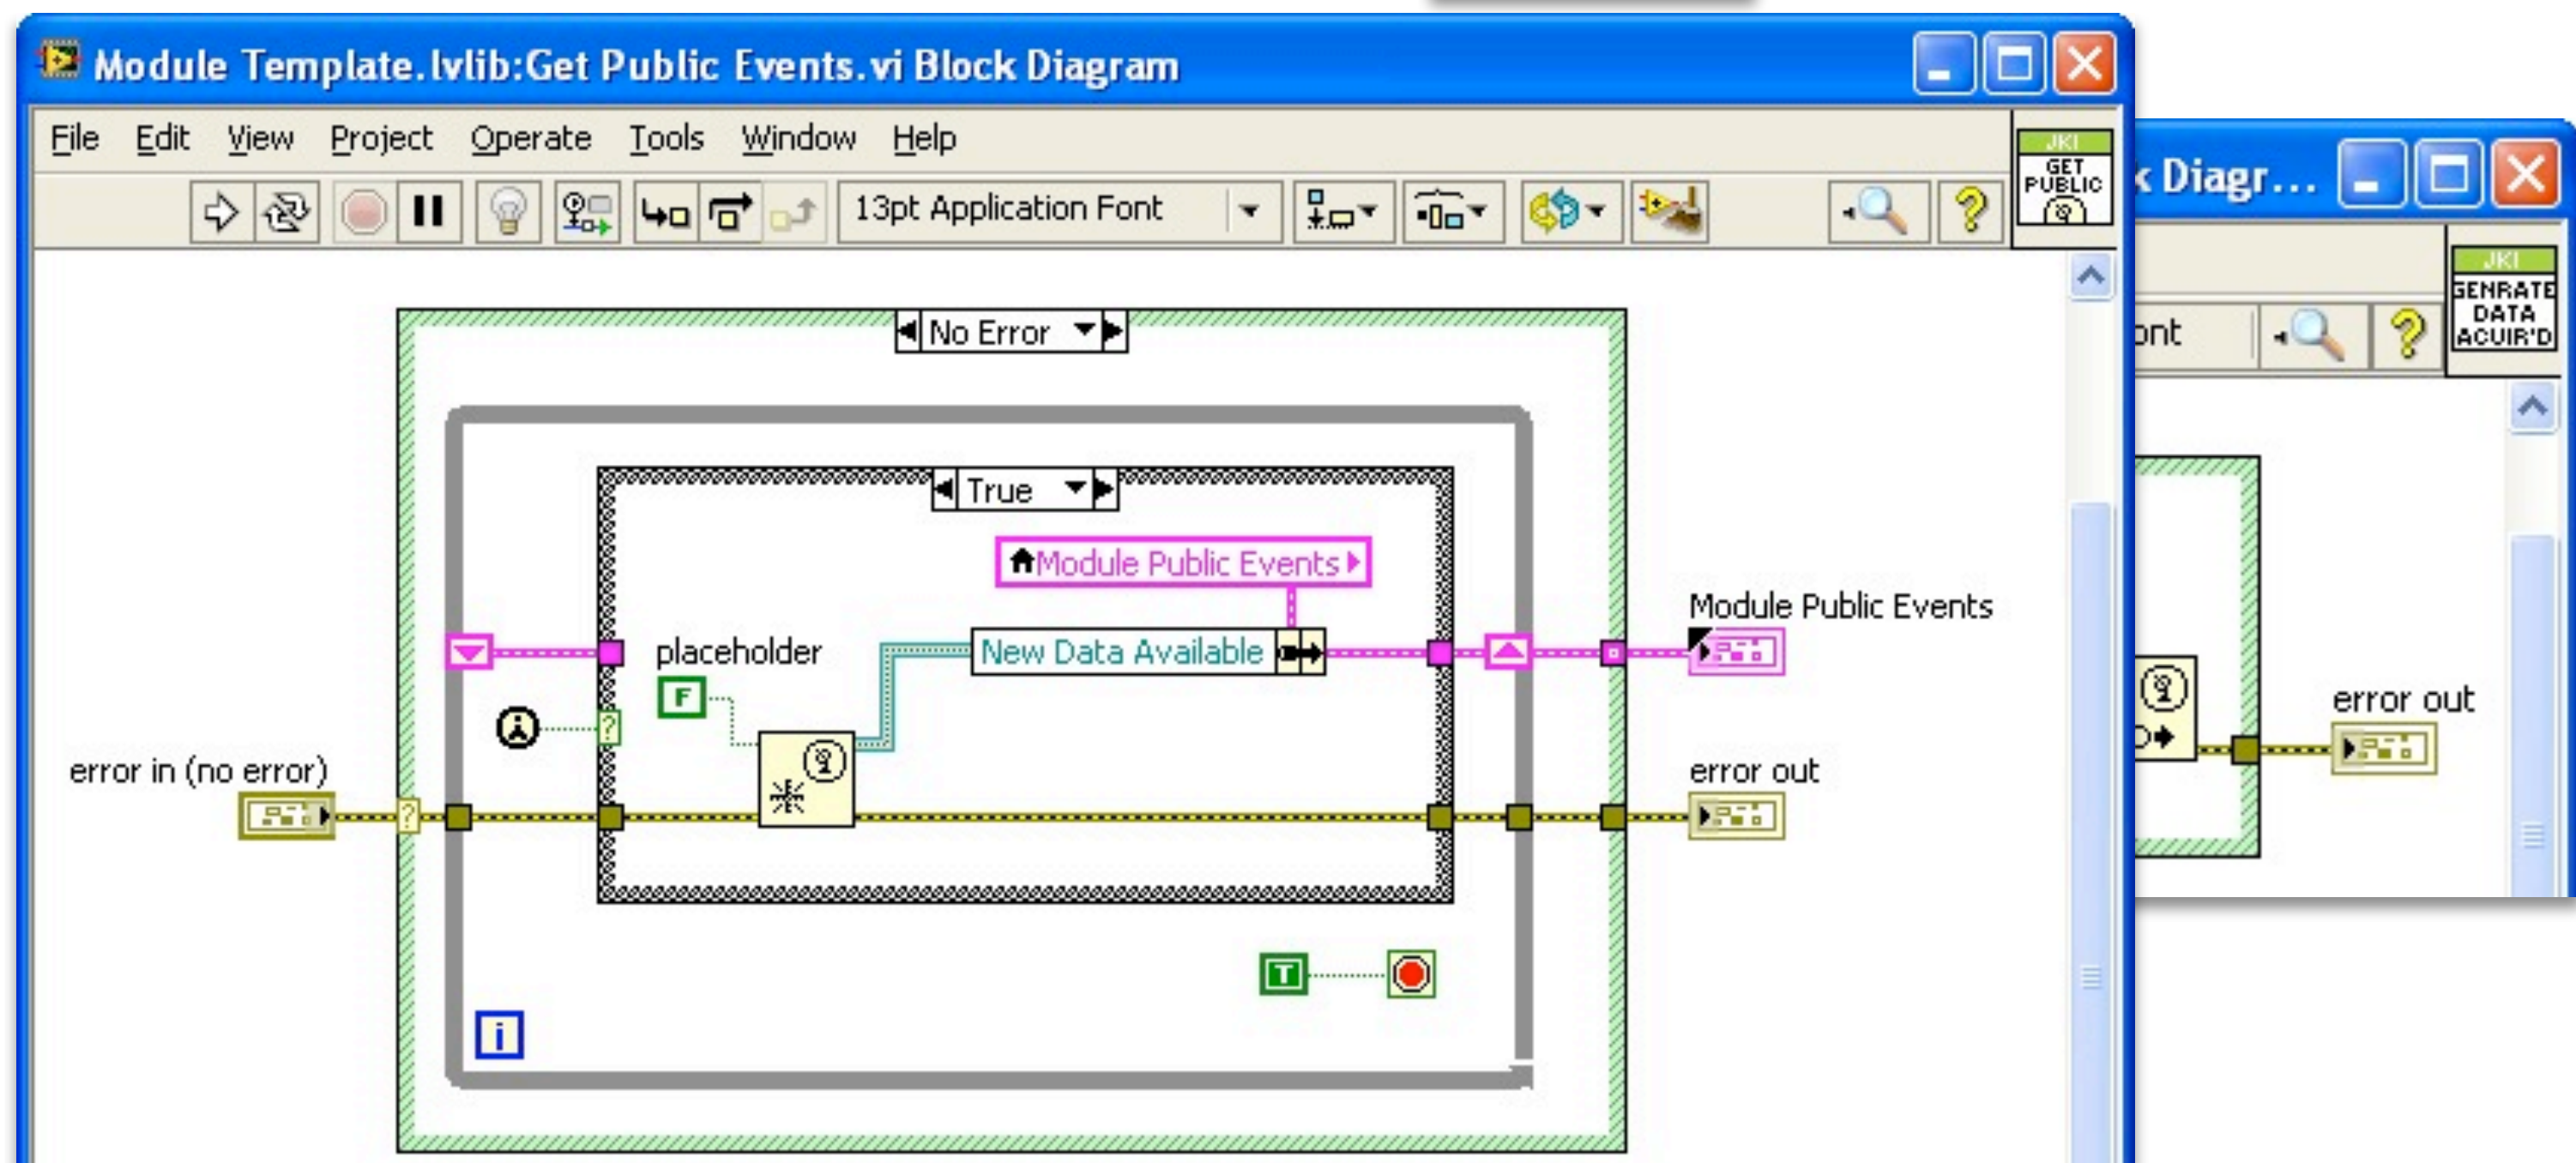 Module Template.lvlib:Get Public Events.vi Block Diagram
File Edit View Project Operate Tools Window Help
JKI
GET
PUBLIC
13pt Application Font
k Diagr...
JKI
GENRATE
DATA
ACUIR'D
ont
No Error
True
Module Public Events
Module Public Events
placeholder
New Data Available
F
?
error in (no error)
?
error out
error out
T
i